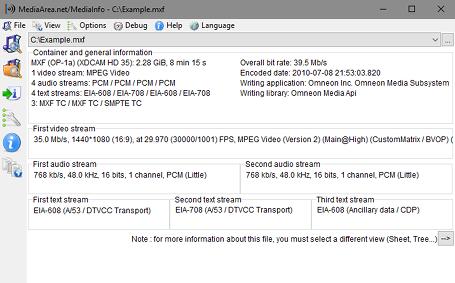 MediaArea.net/MediaInfo - C:\Example.mxf
File View Options Debug Help Language
C:\Example.mxf
...
Container and general information
MXF (OP-1a) (XDCAM HD 35): 2.28 GiB, 8 min 15 s
Overall bit rate: 39.5 Mb/s
1 video stream: MPEG Video
Encoded date: 2010-07-08 21:53:03.820
4 audio streams: PCM / PCM / PCM / PCM
Writing application: Omneon Inc. Omneon Media Subsystem
4 text streams: EIA-608 / EIA-708 / EIA-608 / EIA-708
Writing library: Omneon Media Api
3: MXF TC / MXF TC / SMPTE TC
First video stream
35.0 Mb/s, 1440*1080 (16:9), at 29.970 (30000/1001) FPS, MPEG Video (Version 2) (Main@High) (CustomMatrix / BVOP) (
First audio stream
Second audio stream
768 kb/s, 48.0 kHz, 16 bits, 1 channel, PCM (Little)
768 kb/s, 48.0 kHz, 16 bits, 1 channel, PCM (Little)
First text stream
Second text stream
Third text stream
EIA-608 (A/53 / DTVCC Transport)
EIA-708 (A/53 / DTVCC Transport)
EIA-608 (Ancillary data / CDP)
Note : for more information about this file, you must select a different view (Sheet, Tree...)
-->